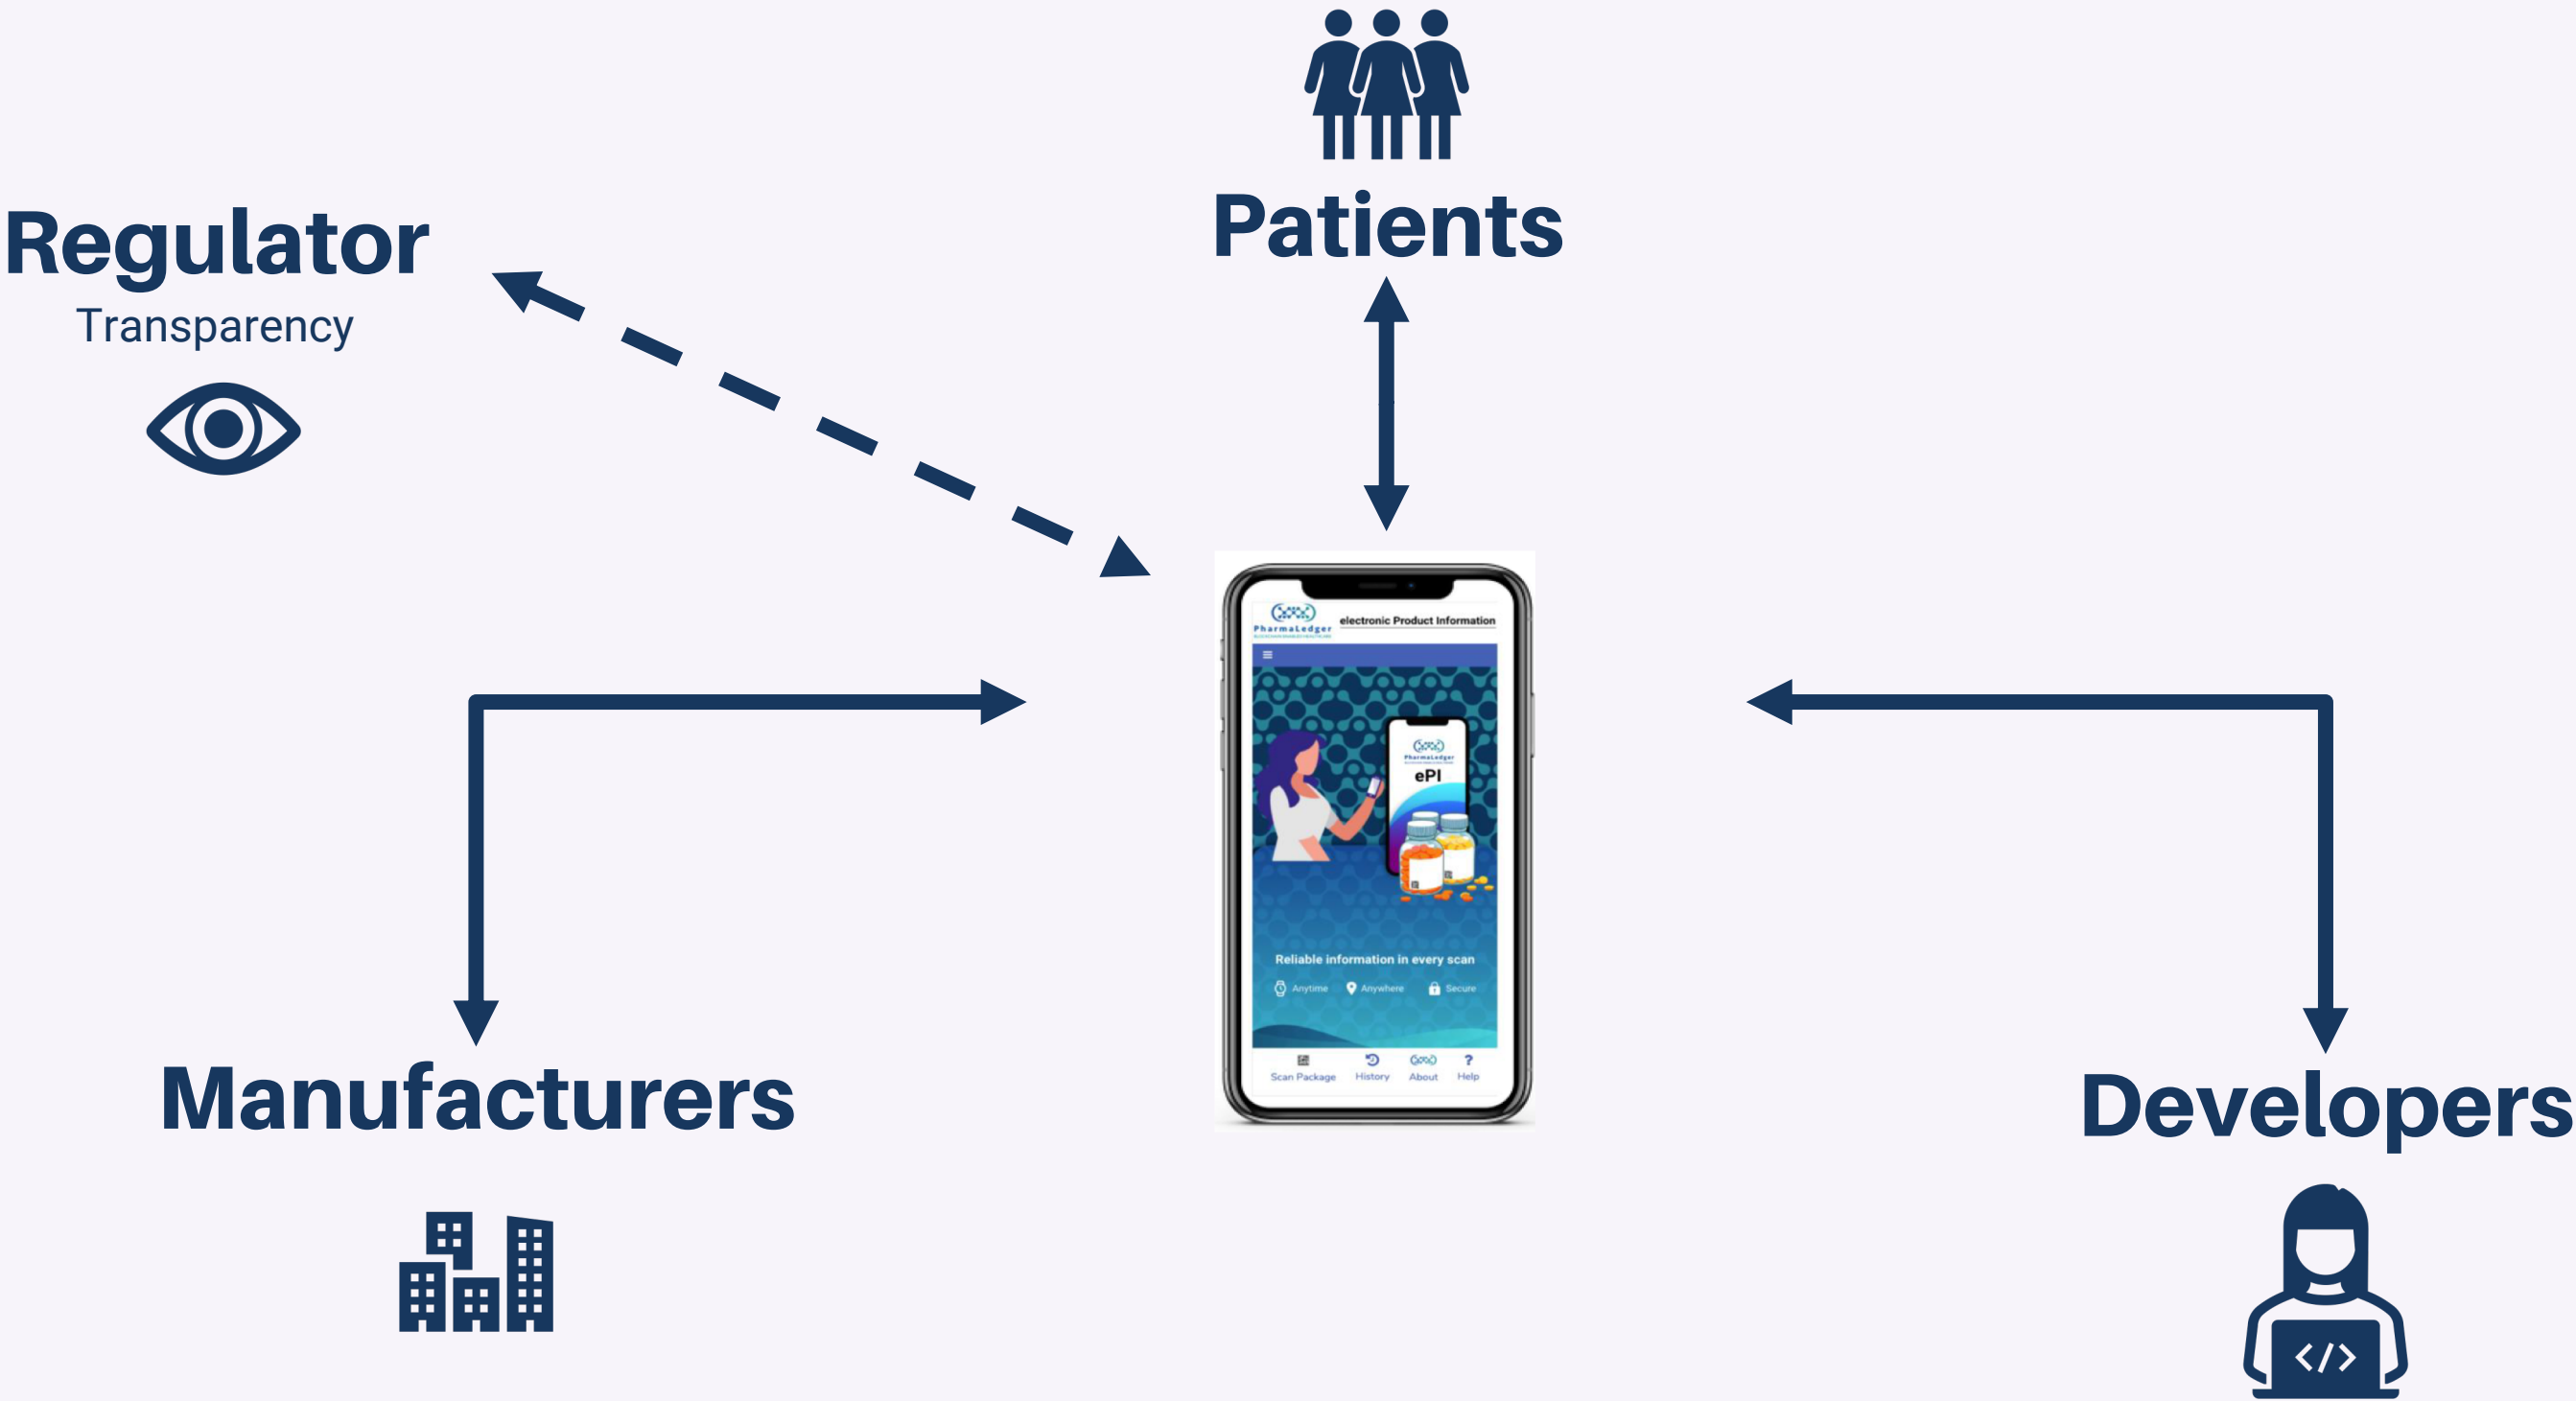 Patients
Regulator
Transparency
PharmaLedger
electronic Product Information
PharmaLedger
ePI
Reliable information in every scan
Anytime Anywhere Secure
Scan Package History About Help
Manufacturers
Developers
</>